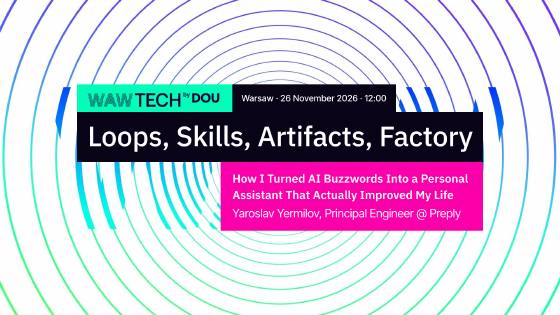 WAW TECH by DOU
Warsaw - 26 November 2026 - 12:00
Loops, Skills, Artifacts, Factory
How I Turned AI Buzzwords Into a Personal
Assistant That Actually Improved My Life
Yaroslav Yermilov, Principal Engineer @ Preply